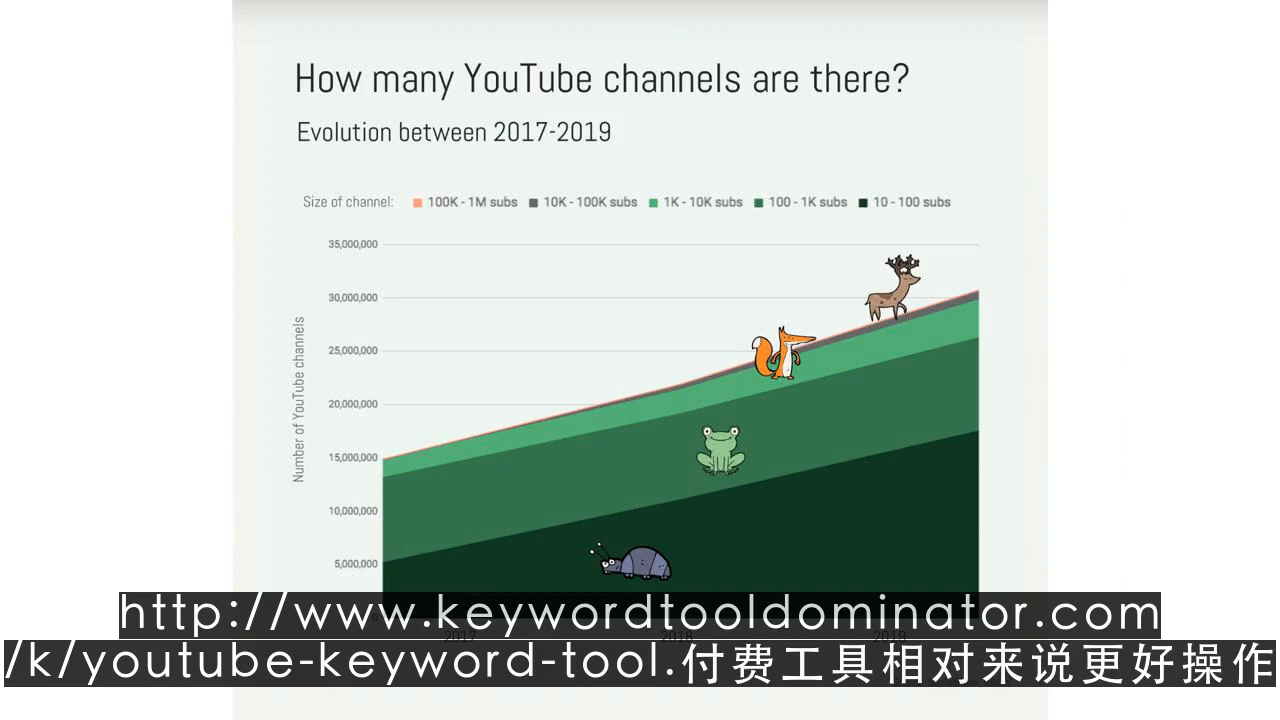 How many YouTube channels are there?
Evolution between 2017-2019
Size of channel: 100K - 1M subs 10K - 100K subs 1K - 10K subs 100 - 1K subs 10 - 100 subs
35,000,000
30,000,000
25,000,000
20,000,000
15,000,000
10,000,000
5,000,000
Number of YouTube channels
http://www.keywordtooldominator.com
2017 2018 2019
/k/youtube-keyword-tool.付费工具相对来说更好操作